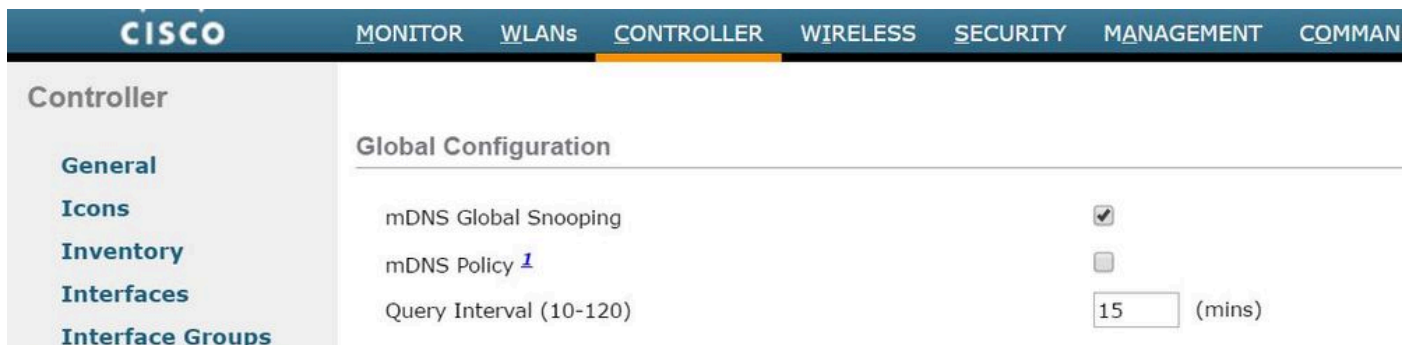 CISCO MONITOR WLANs CONTROLLER WIRELESS SECURITY MANAGEMENT COMMAN
Controller
General
Icons
Inventory
Interfaces
Interface Groups
Global Configuration
mDNS Global Snooping
mDNS Policy 1
Query Interval (10-120) 15 (mins)